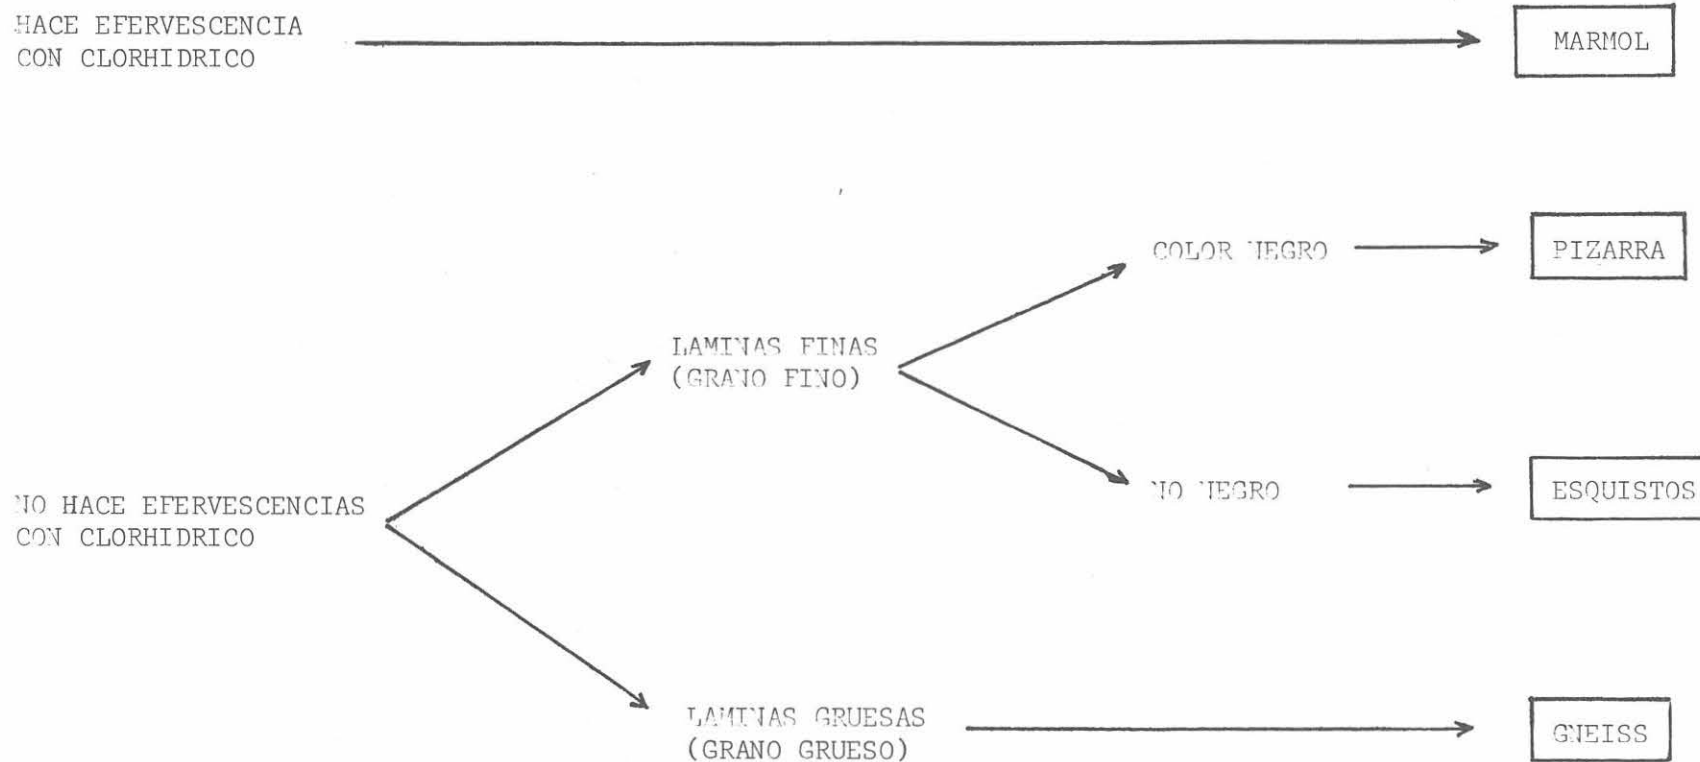 HACE EFERVESCENCIA
CON CLORHIDRICO
MARMOL
COLOR NEGRO
PIZARRA
LAMINAS FINAS
(GRANO FINO)
NO HACE EFERVESCENCIAS
CON CLORHIDRICO
NO NEGRO
ESQUISTOS
LAMINAS GRUESAS
(GRANO GRUESO)
GNEISS